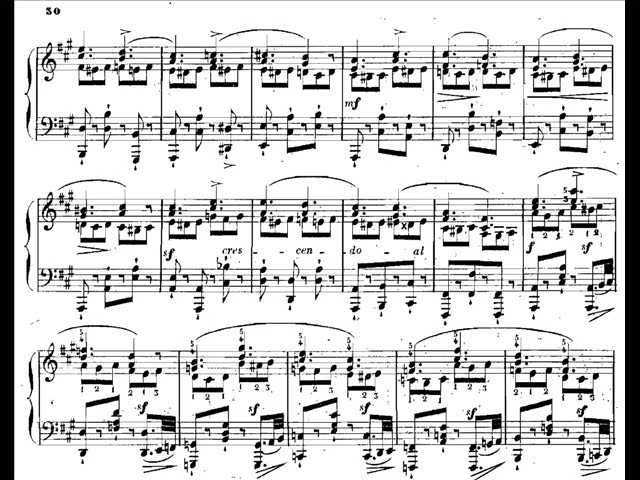 30
mf
sf cres - cen - do al sf
sf sf sf sf